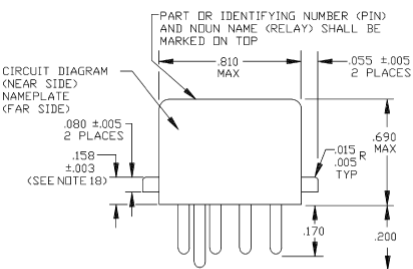 PART OR IDENTIFYING NUMBER (PIN)
AND NOUN NAME (RELAY) SHALL BE
MARKED ON TOP
.810
MAX
.055 ±.005
2 PLACES
CIRCUIT DIAGRAM
(NEAR SIDE)
NAMEPLATE
(FAR SIDE)
.080 ±.005
2 PLACES
.158
±.003
(SEE NOTE 18)
.690
MAX
.015
.005 R
TYP
.170
.200